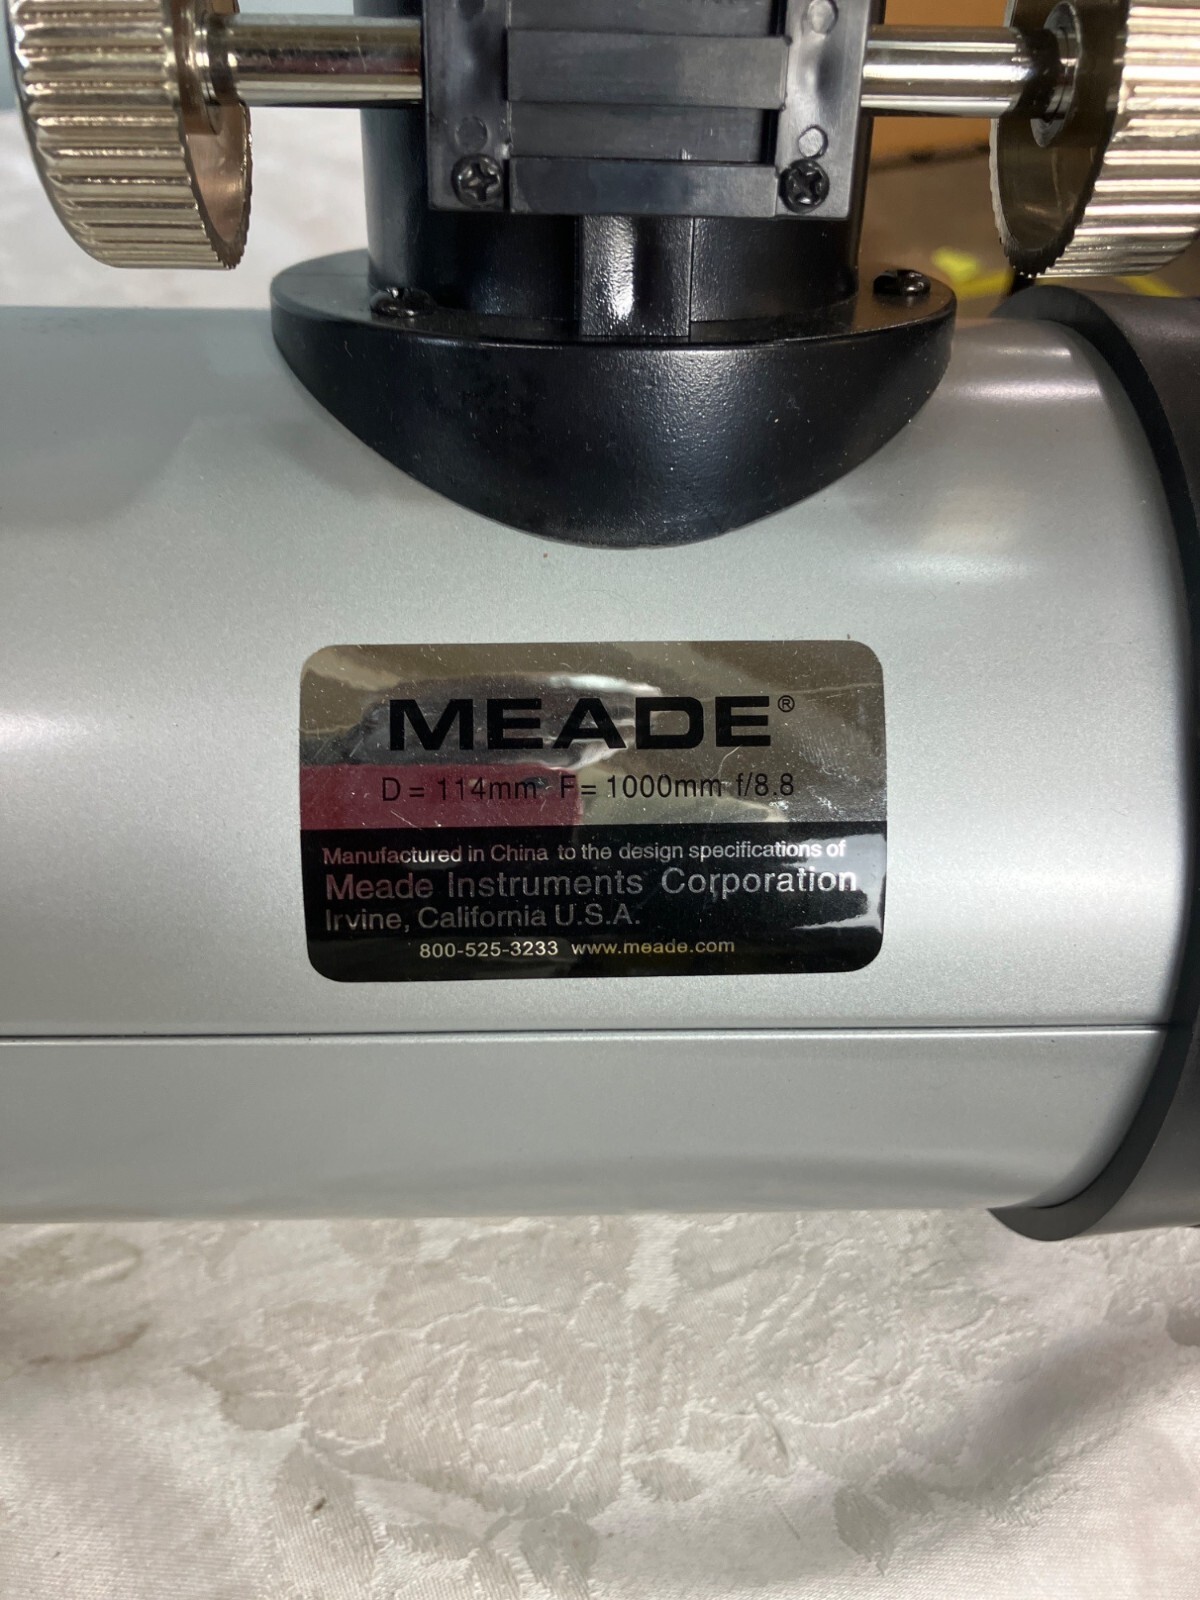 MEADE®
D = 114mm F = 1000mm f/8.8
Manufactured in China to the design specifications of
Meade Instruments Corporation
Irvine, California U.S.A.
800-525-3233 www.meade.com